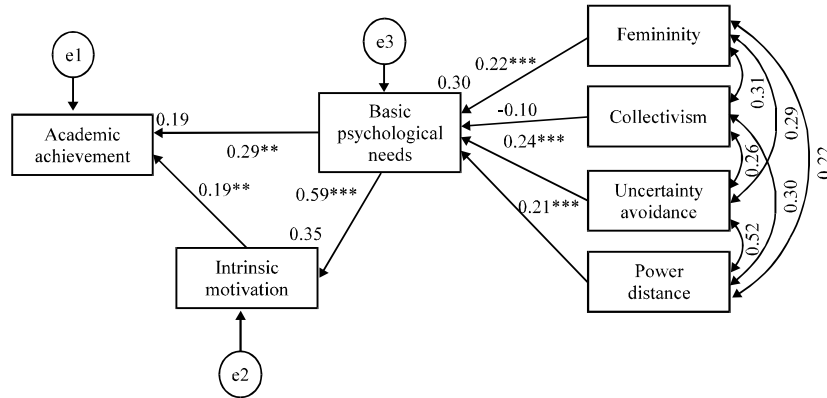 e1
e3
Femininity
0.22***
0.30
0.31
Basic
psychological
needs
-0.10
Collectivism
0.29
0.19
Academic
achievement
0.29**
0.24***
0.26
0.22
0.19**
0.59***
0.21***
Uncertainty
avoidance
0.30
0.35
0.52
Intrinsic
motivation
Power
distance
e2